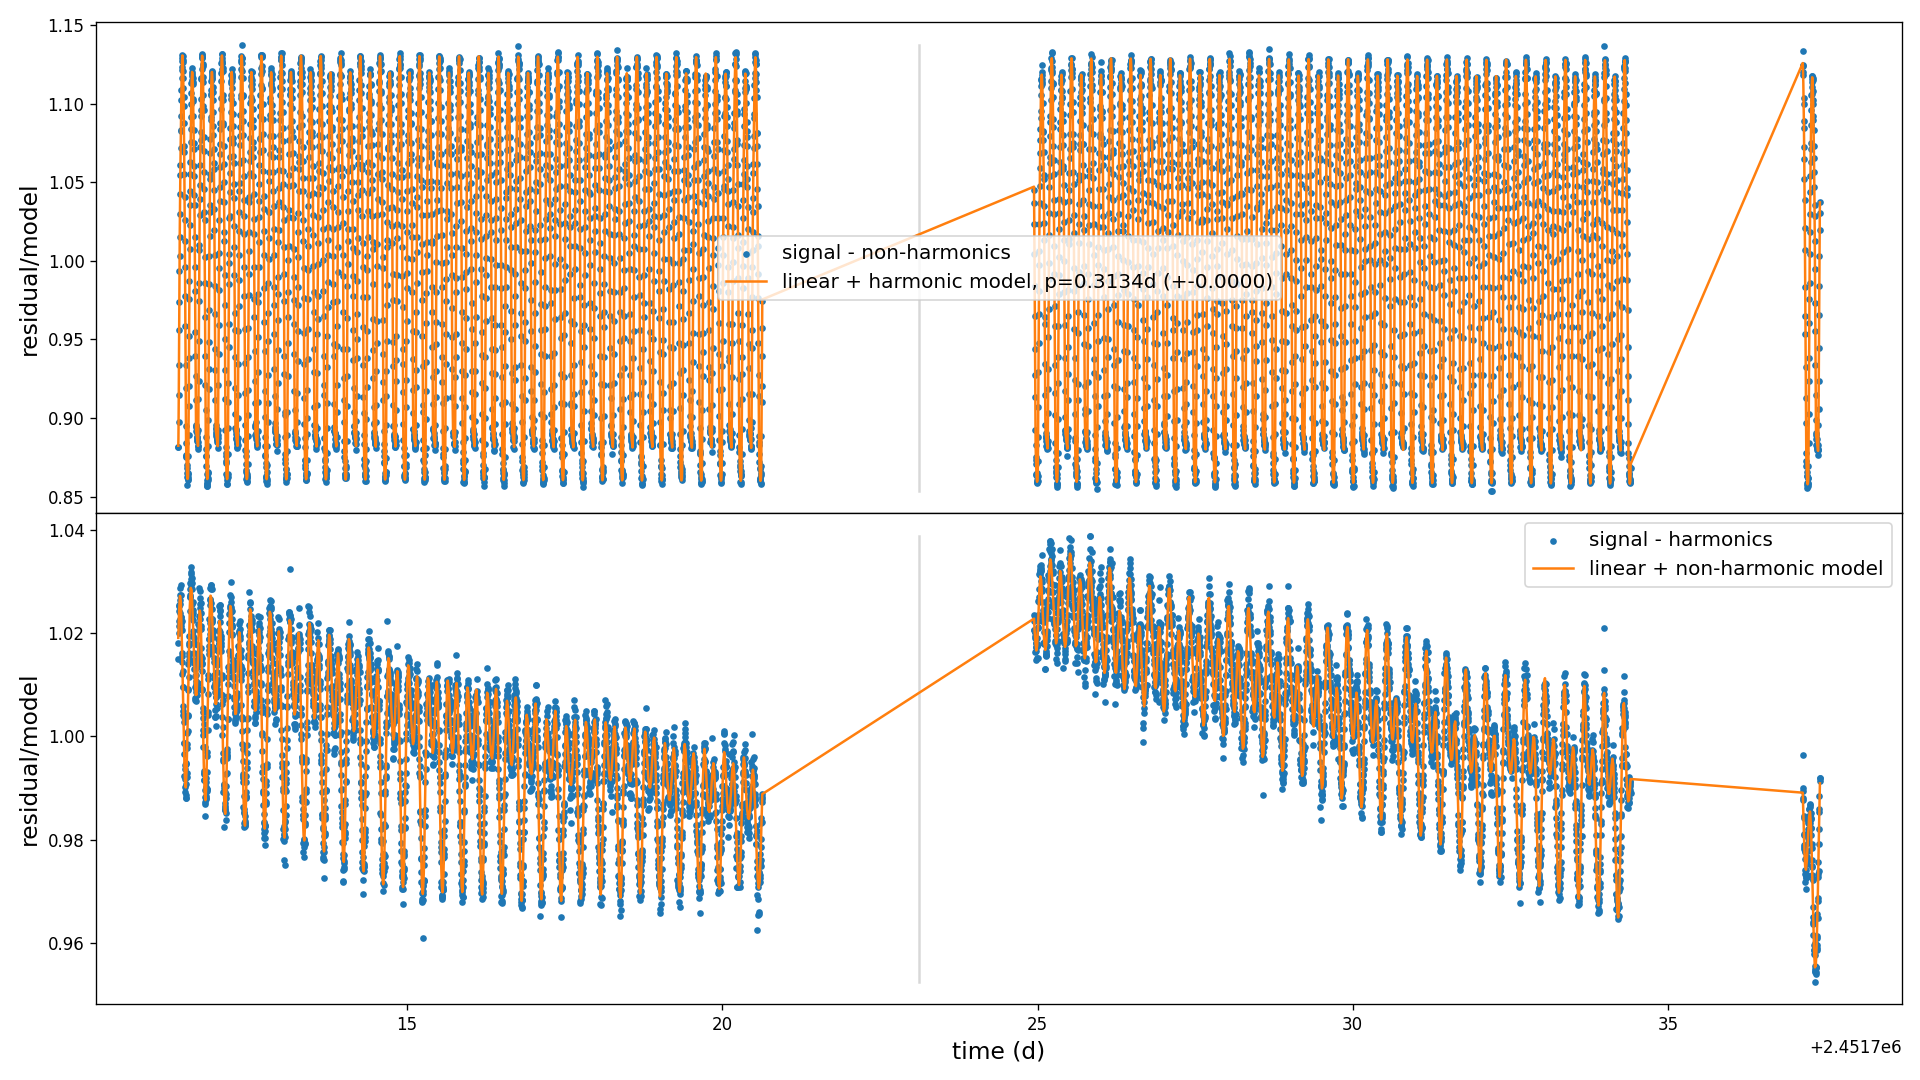 1.15
1.10
1.05
1.00
0.95
0.90
0.85
residual/model
signal - non-harmonics
linear + harmonic model, p=0.3134d (+-0.0000)
1.04
1.02
1.00
0.98
0.96
residual/model
signal - harmonics
linear + non-harmonic model
15 20 25 30 35
time (d)
+2.4517e6